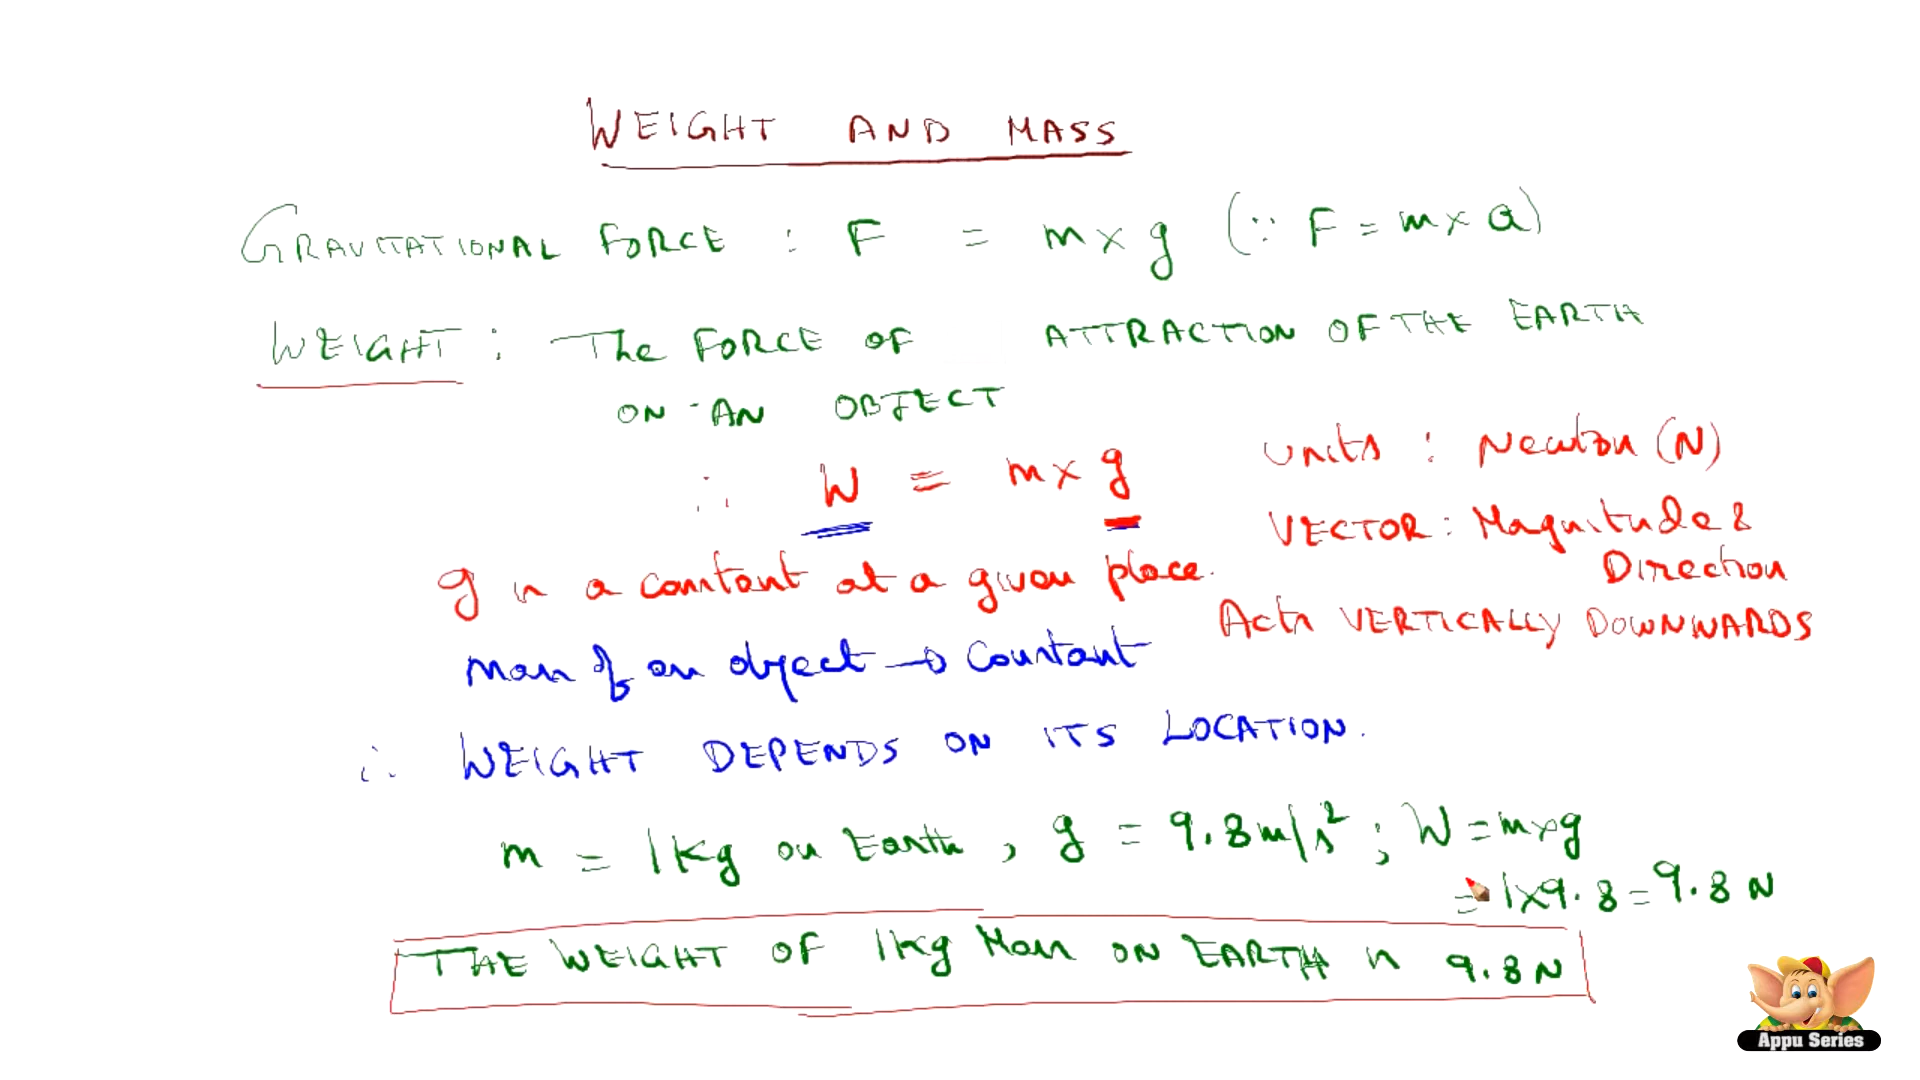 WEIGHT AND MASS
GRAVITATIONAL FORCE : F = m × g (∵ F = m × a)
WEIGHT : The FORCE OF ATTRACTION OF THE EARTH
ON AN OBJECT
∴ W = m × g
units : Newton (N)
VECTOR : Magnitude &
Direction
Acts VERTICALLY DOWNWARDS
g is a constant at a given place.
Mass of an object → Constant
∴ WEIGHT DEPENDS ON ITS LOCATION.
m = 1kg on Earth, g = 9.8m/s² ; W = m×g
= 1×9.8 = 9.8 N
THE WEIGHT OF 1kg Mass ON EARTH is 9.8N
Appu Series